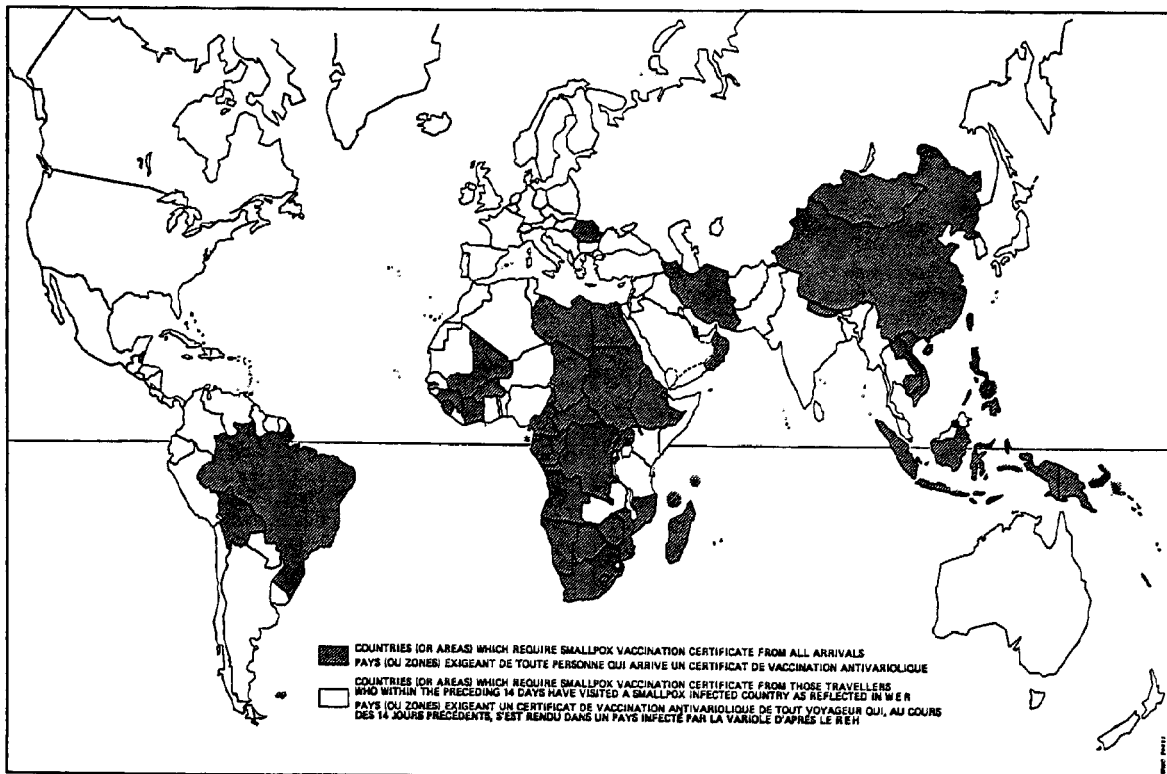 COUNTRIES (OR AREAS) WHICH REQUIRE SMALLPOX VACCINATION CERTIFICATE FROM ALL ARRIVALS
PAYS (OU ZONES) EXIGEANT DE TOUTE PERSONNE QUI ARRIVE UN CERTIFICAT DE VACCINATION ANTIVARIOLIQUE
COUNTRIES (OR AREAS) WHICH REQUIRE SMALLPOX VACCINATION CERTIFICATE FROM THOSE TRAVELLERS
WHO WITHIN THE PRECEDING 14 DAYS HAVE VISITED A SMALLPOX INFECTED COUNTRY AS REFLECTED IN W E R
PAYS (OU ZONES) EXIGEANT UN CERTIFICAT DE VACCINATION ANTIVARIOLIQUE DE TOUT VOYAGEUR QUI, AU COURS
DES 14 JOURS PRÉCÉDENTS, S'EST RENDU DANS UN PAYS INFECTÉ PAR LA VARIOLE D'APRÈS LE REH